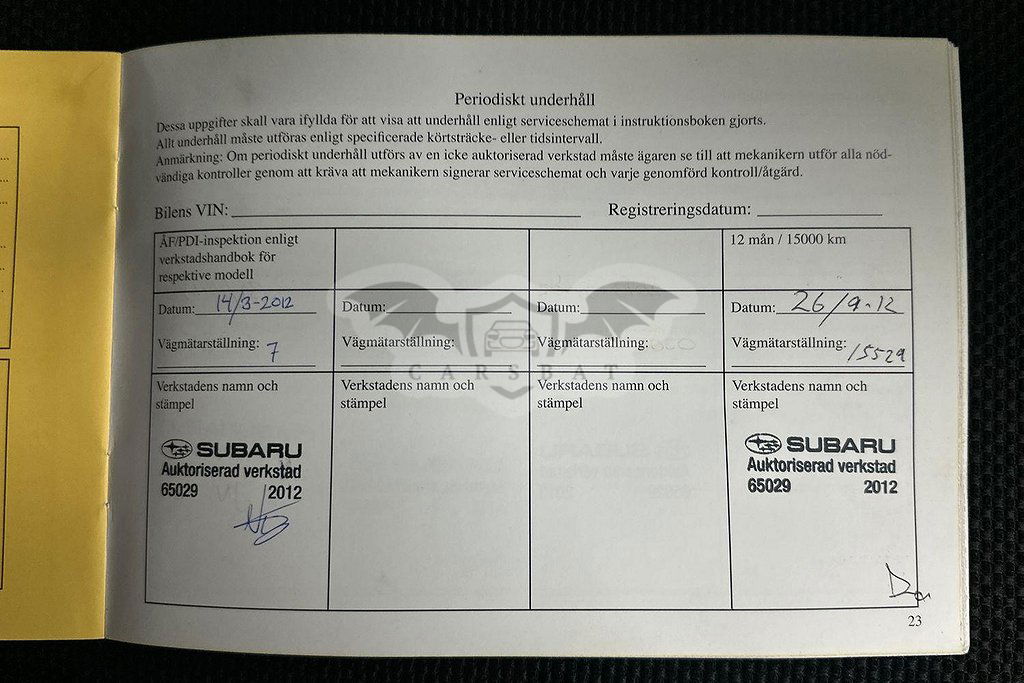 Periodiskt underhåll
Dessa uppgifter skall vara ifyllda för att visa att underhåll enligt serviceschemat i instruktionsboken gjorts.
Allt underhåll måste utföras enligt specificerade körtsträcke- eller tidsintervall.
Anmärkning: Om periodiskt underhåll utförs av en icke auktoriserad verkstad måste ägaren se till att mekanikern utför alla nöd-
vändiga kontroller genom att kräva att mekanikern signerar serviceschemat och varje genomförd kontroll/åtgärd.
Bilens VIN: Registreringsdatum:
ÅF/PDI-inspektion enligt
verkstadshandbok för
respektive modell
12 mån / 15000 km
Datum: 14/3-2012 Datum: Datum: Datum: 26/9-12
Vägmätarställning: 7 Vägmätarställning: Vägmätarställning: Vägmätarställning: 15529
CARSBAT
Verkstadens namn och Verkstadens namn och Verkstadens namn och Verkstadens namn och
stämpel stämpel stämpel stämpel
SUBARU SUBARU
Auktoriserad verkstad Auktoriserad verkstad
65029 2012 65029 2012
23